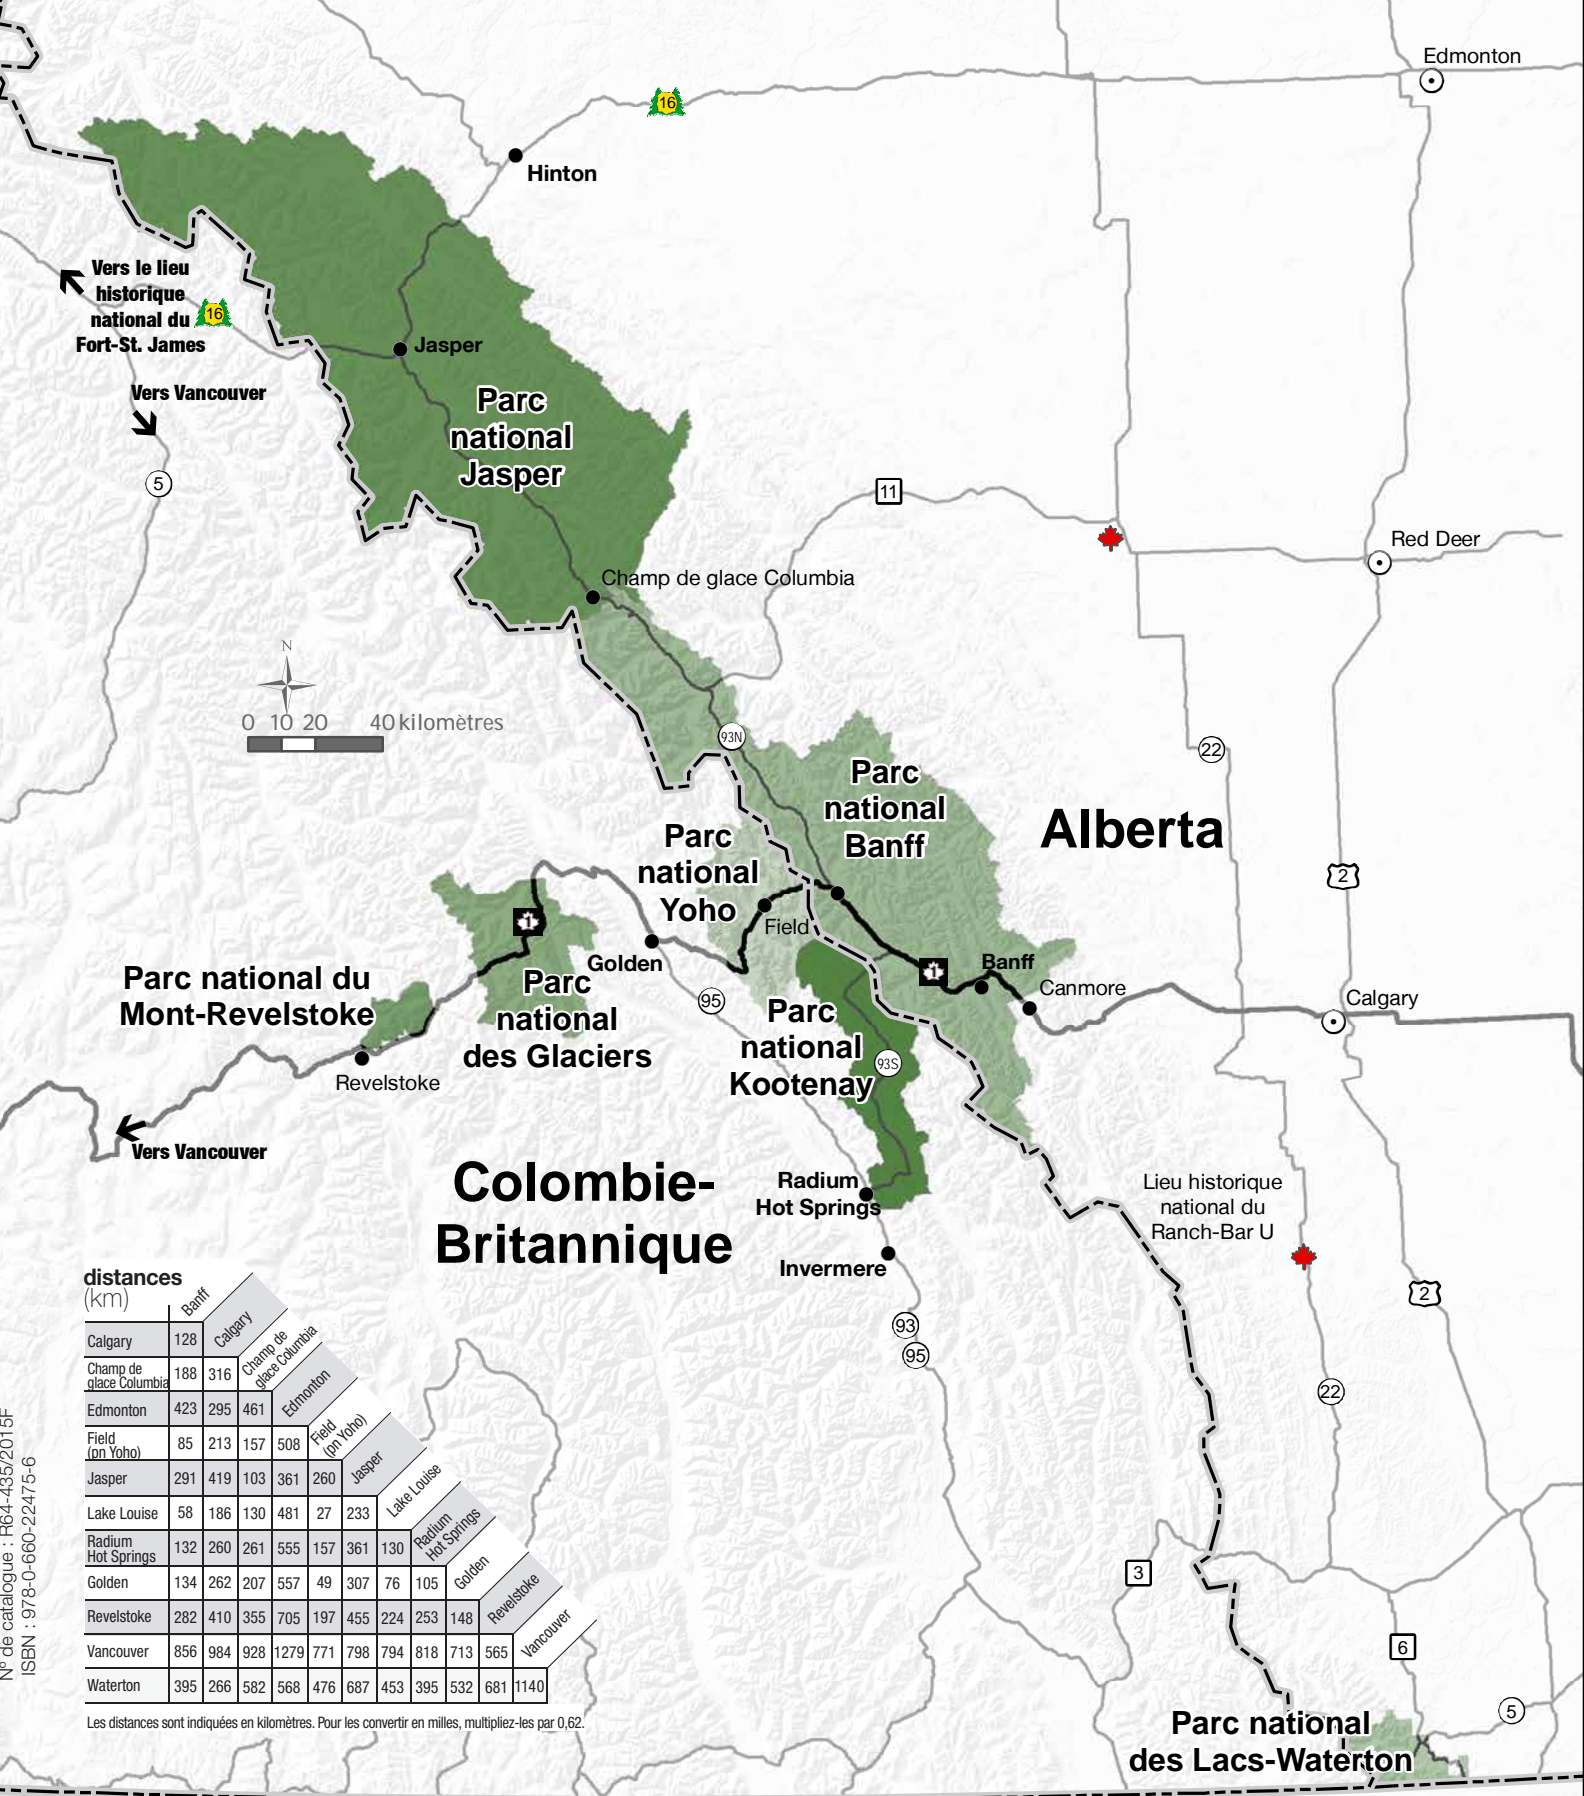 Edmonton
16
Hinton
Vers le lieu
historique
national du
Fort-St. James
16
Jasper
Vers Vancouver
Parc
national
Jasper
5
11
Red Deer
Champ de glace Columbia
N
0 10 20 40 kilomètres
93N
22
Parc
national
Banff
Alberta
Parc
national
Yoho
2
1
Field
Golden
Banff
1
Canmore
Calgary
Parc national du
Mont-Revelstoke
Parc
national
des Glaciers
95
Parc
national
Kootenay
93S
Revelstoke
Vers Vancouver
Colombie-
Britannique
Radium
Hot Springs
Lieu historique
national du
Ranch-Bar U
Invermere
2
93
95
22
3
6
5
Parc national
des Lacs-Waterton
distances
(km)
Banff
Calgary 128 Calgary
Champ de
glace Columbia 188 316 Champ de
glace Columbia
Edmonton 423 295 461 Edmonton
Field
(pn Yoho) 85 213 157 508 Field
(pn Yoho)
Jasper 291 419 103 361 260 Jasper
Lake Louise 58 186 130 481 27 233 Lake Louise
Radium
Hot Springs 132 260 261 555 157 361 130 Radium
Hot Springs
Golden 134 262 207 557 49 307 76 105 Golden
Revelstoke 282 410 355 705 197 455 224 253 148 Revelstoke
Vancouver 856 984 928 1279 771 798 794 818 713 565 Vancouver
Waterton 395 266 582 568 476 687 453 395 532 681 1140
Les distances sont indiquées en kilomètres. Pour les convertir en milles, multipliez-les par 0,62.
Nº de catalogue : R64-435/2015F
ISBN : 978-0-660-22475-6